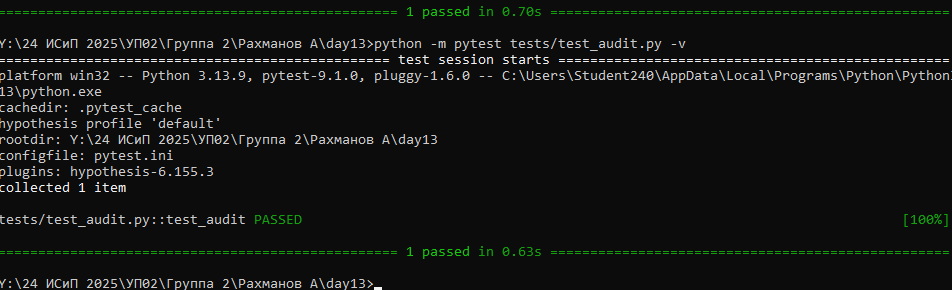 ================================================ 1 passed in 0.70s ================================================
Y:\24 ИСиП 2025\УП02\Группа 2\Рахманов А\day13>python -m pytest tests/test_audit.py -v
=============================================== test session starts ================================================
platform win32 -- Python 3.13.9, pytest-9.1.0, pluggy-1.6.0 -- C:\Users\Student240\AppData\Local\Programs\Python\Python
13\python.exe
cachedir: .pytest_cache
hypothesis profile 'default'
rootdir: Y:\24 ИСиП 2025\УП02\Группа 2\Рахманов А\day13
configfile: pytest.ini
plugins: hypothesis-6.155.3
collected 1 item
tests/test_audit.py::test_audit PASSED [100%]
================================================ 1 passed in 0.63s ================================================
Y:\24 ИСиП 2025\УП02\Группа 2\Рахманов А\day13>